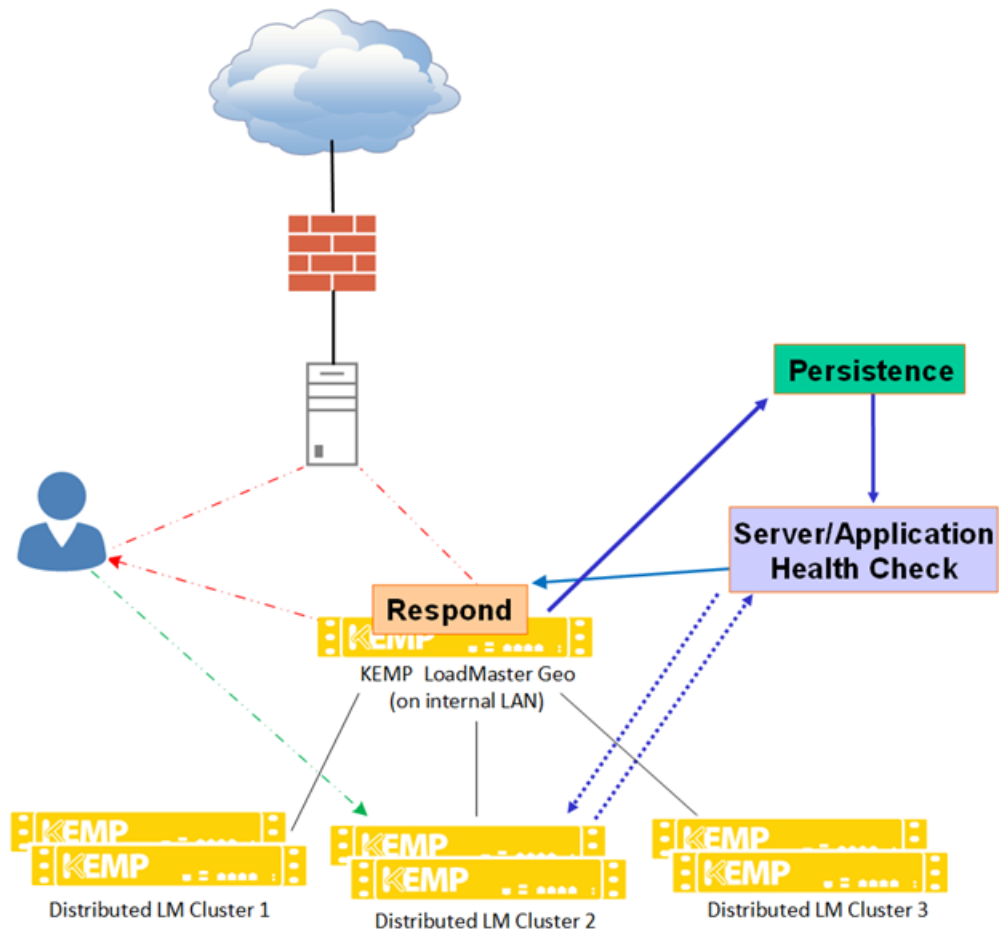 Persistence
Server/Application
Health Check
Respond
KEMP
KEMP LoadMaster Geo
(on internal LAN)
KEMP
KEMP
Distributed LM Cluster 1
KEMP
KEMP
Distributed LM Cluster 2
KEMP
KEMP
Distributed LM Cluster 3